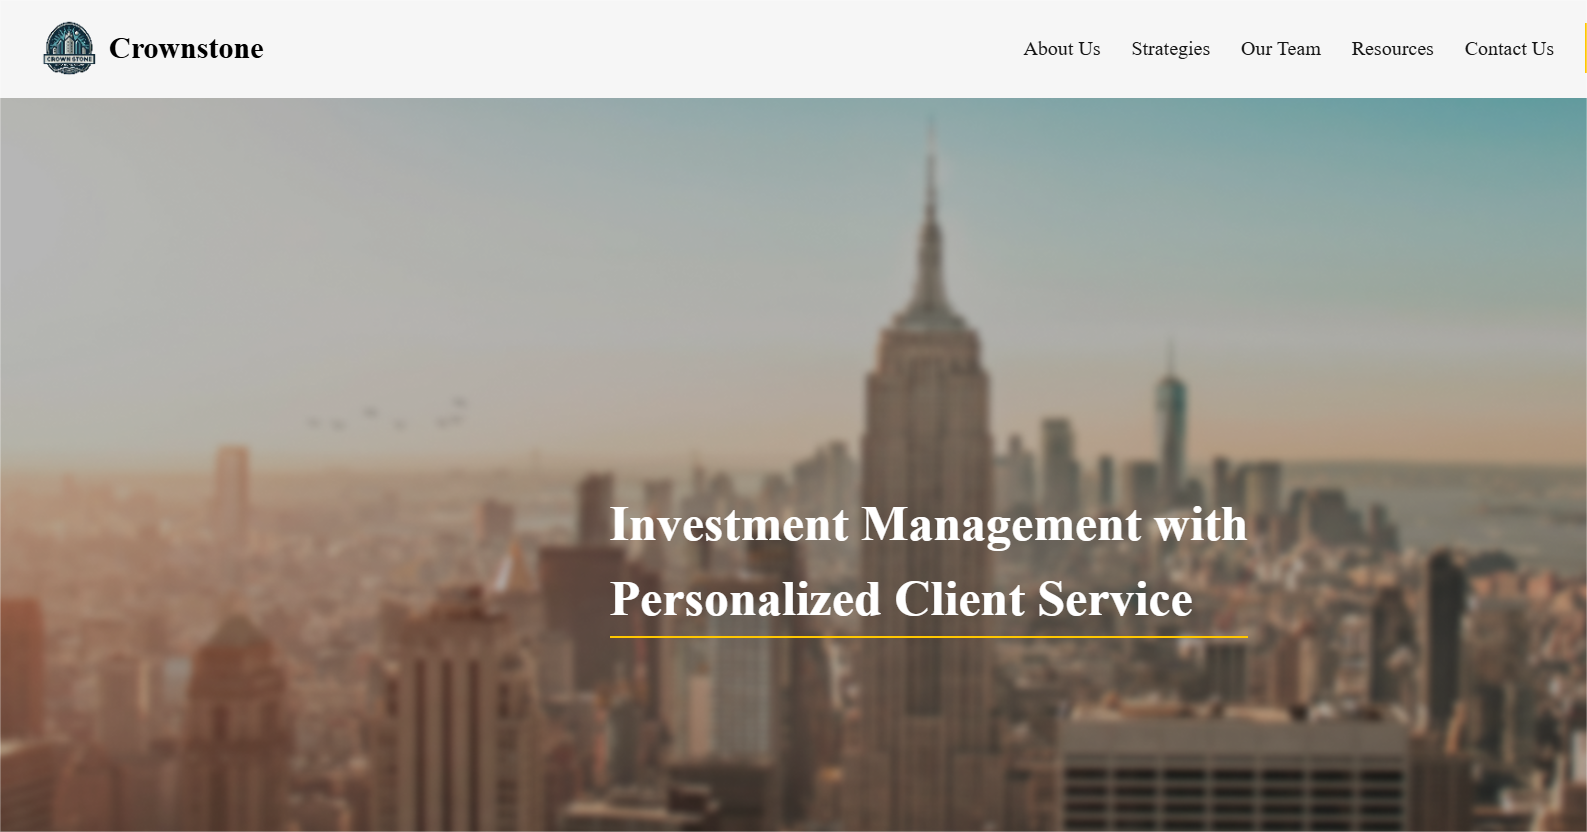 CROWN STONE
Crownstone
About Us Strategies Our Team Resources Contact Us
Investment Management with
Personalized Client Service